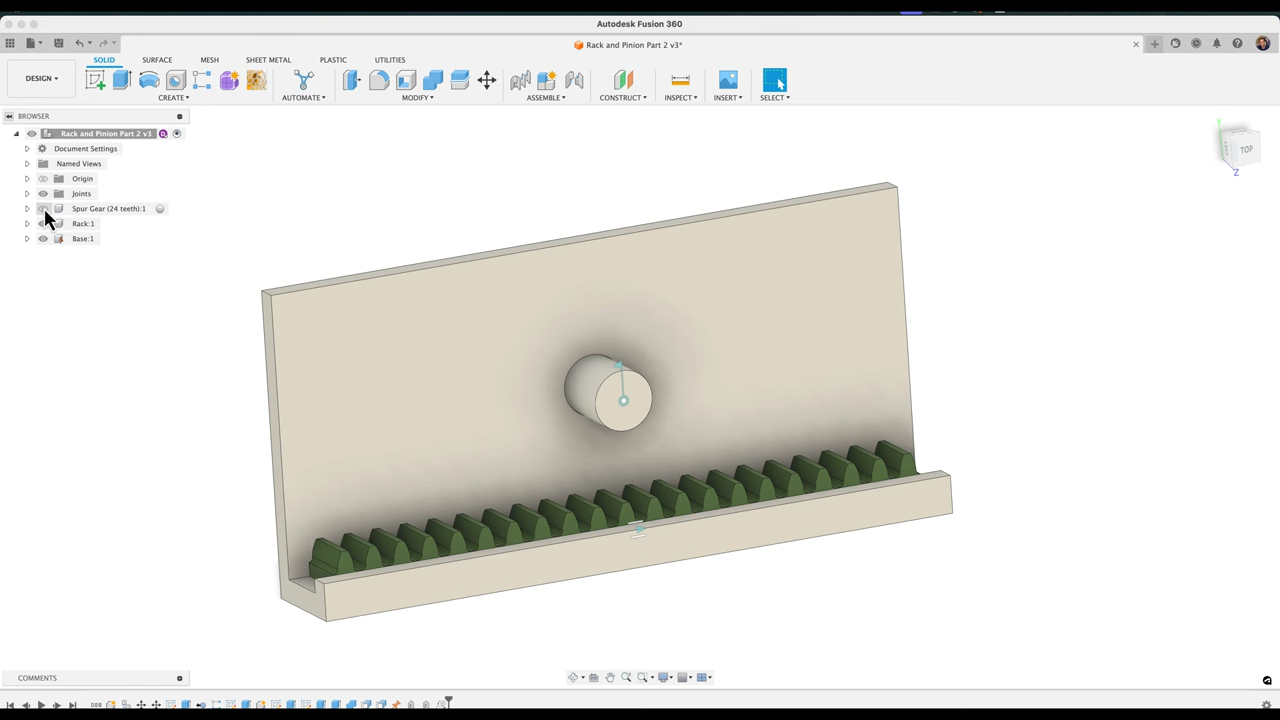 Autodesk Fusion 360
Rack and Pinion Part 2 v3*
SOLID SURFACE MESH SHEET METAL PLASTIC UTILITIES
DESIGN
CREATE AUTOMATE MODIFY ASSEMBLE CONSTRUCT INSPECT INSERT SELECT
BROWSER
Rack and Pinion Part 2 v3
Document Settings
Named Views
Origin
Joints
Spur Gear (24 teeth):1
Rack:1
Base:1
TOP
Z
COMMENTS